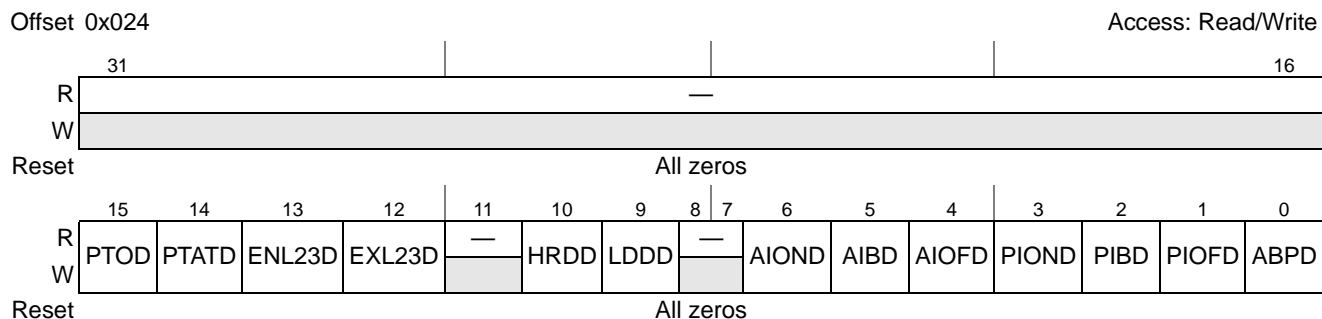 Offset 0x024 Access: Read/Write
31 16
R —
W
Reset All zeros
15 14 13 12 11 10 9 8 7 6 5 4 3 2 1 0
R PTOD PTATD ENL23D EXL23D — HRDD LDDD — AIOND AIBD AIOFD PIOND PIBD PIOFD ABPD
W
Reset All zeros